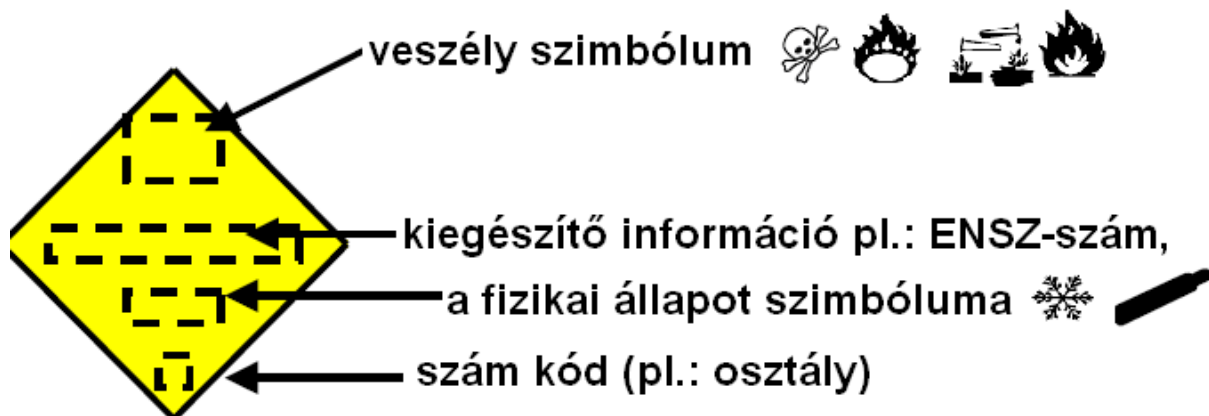 veszély szimbólum
kiegészítő információ pl.: ENSZ-szám,
a fizikai állapot szimbóluma
szám kód (pl.: osztály)